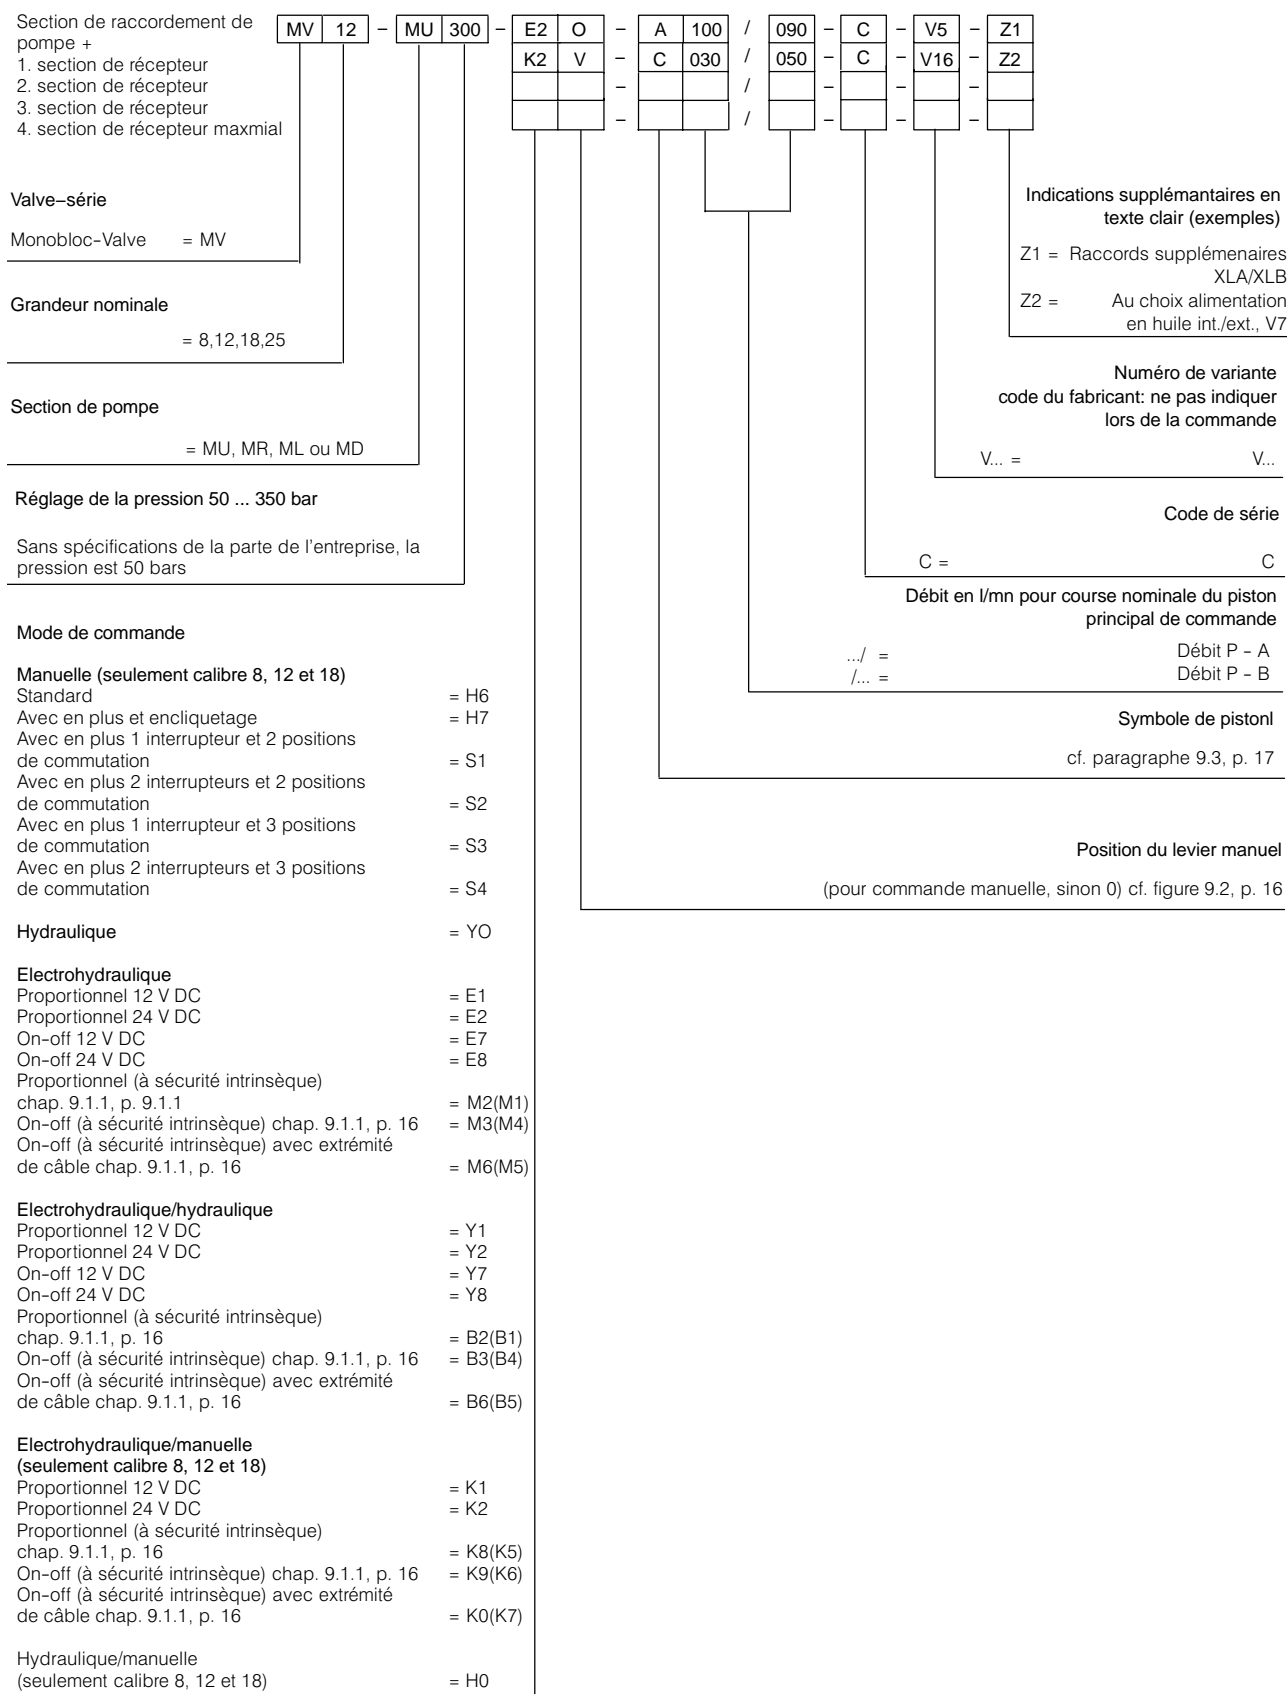 Section de raccordement de
pompe +
1. section de récepteur
2. section de récepteur
3. section de récepteur
4. section de récepteur maxmial
MV 12 – MU 300 – E2 O – A 100 / 090 – C – V5 – Z1
K2 V – C 030 / 050 – C – V16 – Z2
– / – – –
– / – – –
Valve–série
Monobloc-Valve = MV
Grandeur nominale
= 8,12,18,25
Section de pompe
= MU, MR, ML ou MD
Réglage de la pression 50 ... 350 bar
Sans spécifications de la parte de l'entreprise, la
pression est 50 bars
Mode de commande
Manuelle (seulement calibre 8, 12 et 18)
Standard = H6
Avec en plus et encliquetage = H7
Avec en plus 1 interrupteur et 2 positions
de commutation = S1
Avec en plus 2 interrupteurs et 2 positions
de commutation = S2
Avec en plus 1 interrupteur et 3 positions
de commutation = S3
Avec en plus 2 interrupteurs et 3 positions
de commutation = S4
Hydraulique = YO
Electrohydraulique
Proportionnel 12 V DC = E1
Proportionnel 24 V DC = E2
On-off 12 V DC = E7
On-off 24 V DC = E8
Proportionnel (à sécurité intrinsèque)
chap. 9.1.1, p. 9.1.1 = M2(M1)
On-off (à sécurité intrinsèque) chap. 9.1.1, p. 16 = M3(M4)
On-off (à sécurité intrinsèque) avec extrémité
de câble chap. 9.1.1, p. 16 = M6(M5)
Electrohydraulique/hydraulique
Proportionnel 12 V DC = Y1
Proportionnel 24 V DC = Y2
On-off 12 V DC = Y7
On-off 24 V DC = Y8
Proportionnel (à sécurité intrinsèque)
chap. 9.1.1, p. 16 = B2(B1)
On-off (à sécurité intrinsèque) chap. 9.1.1, p. 16 = B3(B4)
On-off (à sécurité intrinsèque) avec extrémité
de câble chap. 9.1.1, p. 16 = B6(B5)
Electrohydraulique/manuelle
(seulement calibre 8, 12 et 18)
Proportionnel 12 V DC = K1
Proportionnel 24 V DC = K2
Proportionnel (à sécurité intrinsèque)
chap. 9.1.1, p. 16 = K8(K5)
On-off (à sécurité intrinsèque) chap. 9.1.1, p. 16 = K9(K6)
On-off (à sécurité intrinsèque) avec extrémité
de câble chap. 9.1.1, p. 16 = K0(K7)
Hydraulique/manuelle
(seulement calibre 8, 12 et 18) = H0
Indications supplémantaires en
texte clair (exemples)
Z1 = Raccords supplémenaires
XLA/XLB
Z2 = Au choix alimentation
en huile int./ext., V7
Numéro de variante
code du fabricant: ne pas indiquer
lors de la commande
V... = V...
Code de série
C = C
Débit en l/mn pour course nominale du piston
principal de commande
.../ = Débit P - A
/... = Débit P - B
Symbole de pistonl
cf. paragraphe 9.3, p. 17
Position du levier manuel
(pour commande manuelle, sinon 0) cf. figure 9.2, p. 16